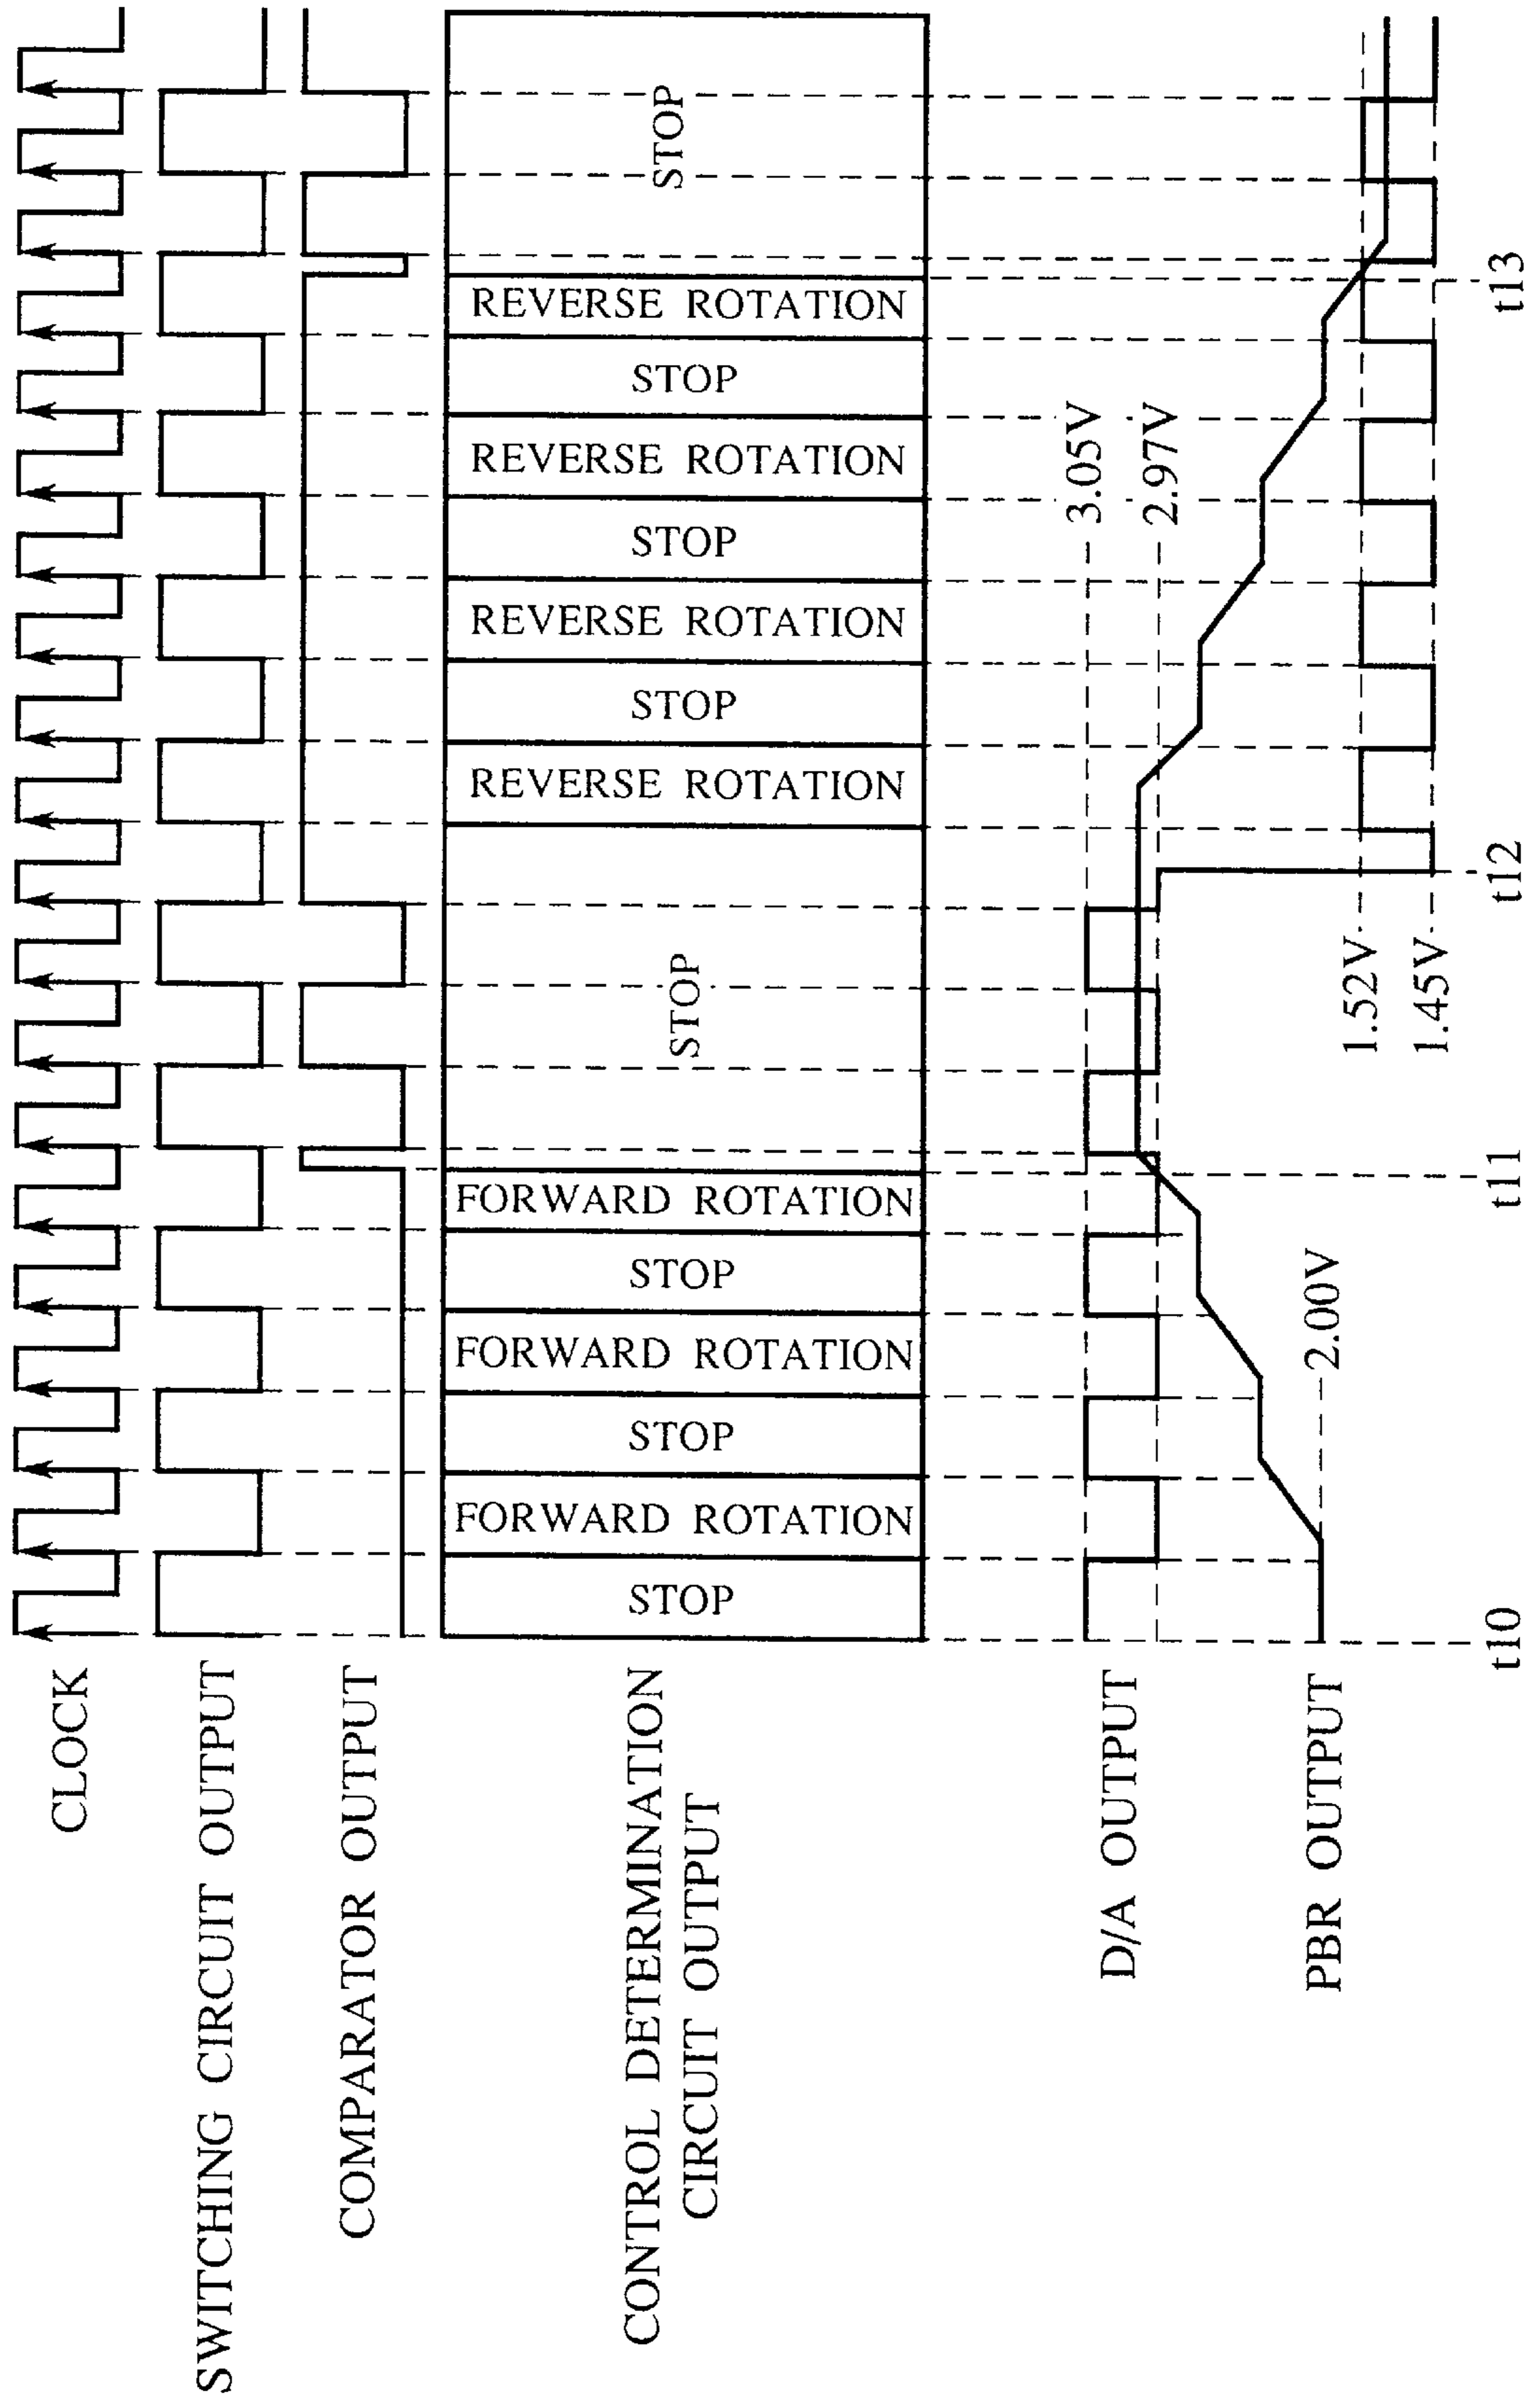 CLOCK
SWITCHING CIRCUIT OUTPUT
COMPARATOR OUTPUT
CONTROL DETERMINATION
CIRCUIT OUTPUT
STOP
FORWARD ROTATION
STOP
FORWARD ROTATION
STOP
FORWARD ROTATION
STOP
REVERSE ROTATION
STOP
REVERSE ROTATION
STOP
REVERSE ROTATION
STOP
REVERSE ROTATION
STOP
D/A OUTPUT
3.05V
2.97V
PBR OUTPUT
2.00V
1.52V
1.45V
t10
t11
t12
t13